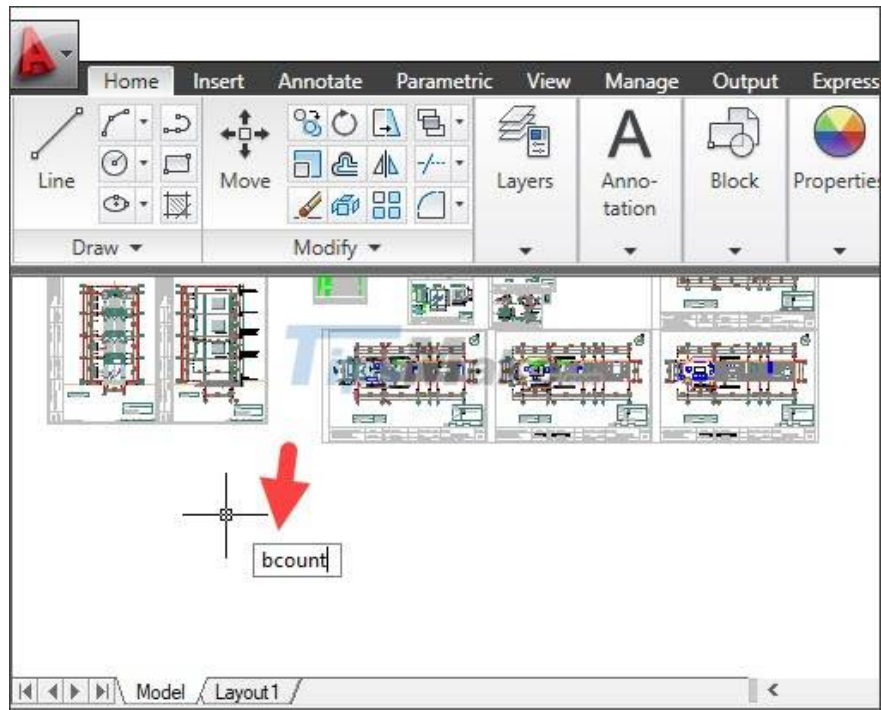 Home Insert Annotate Parametric View Manage Output Express
Line
Move
Layers
Anno-
tation
Block
Properties
Draw
Modify
bcount
Model Layout1